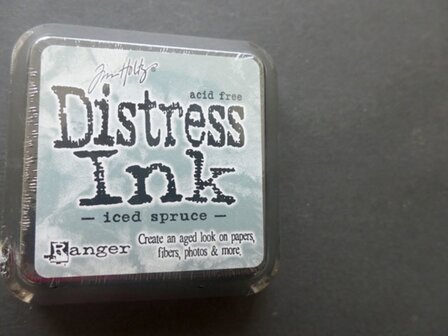 Tim Holtz®
acid free
Distress
Ink
— iced spruce —
Ranger
Create an aged look on papers,
fibers, photos & more.